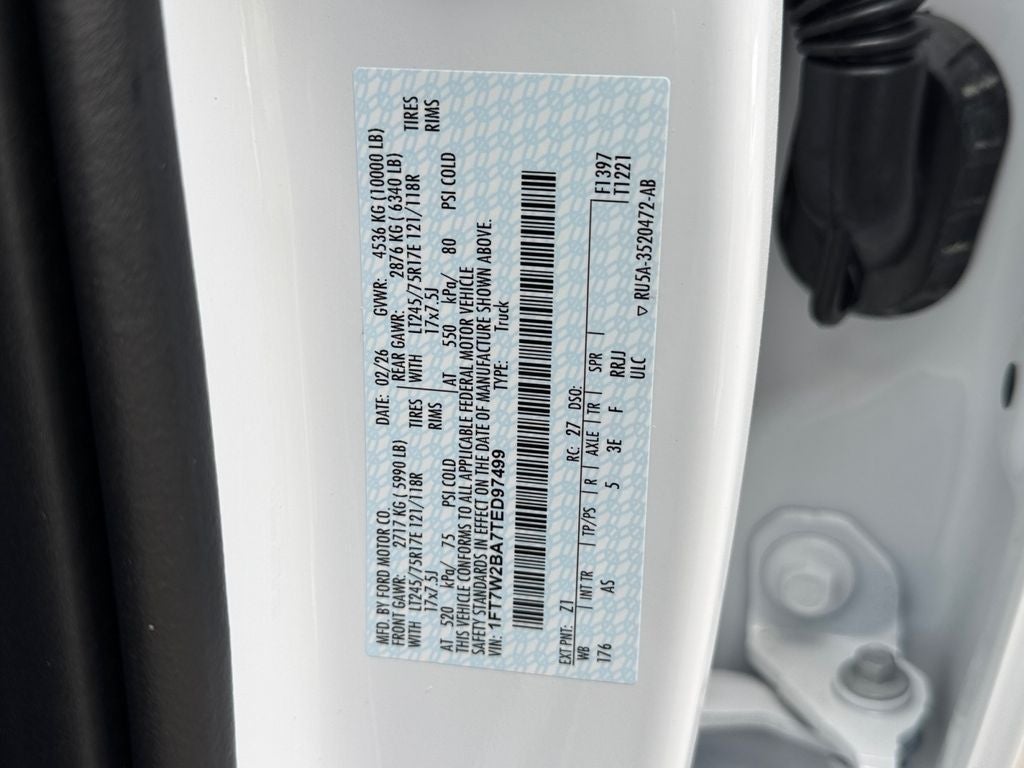 MFD. BY FORD MOTOR CO. DATE: 02/26 GVWR: 4536 KG (10000 LB)
FRONT GAWR: 2717 KG ( 5990 LB) REAR GAWR: 2876 KG ( 6340 LB)
WITH LT245/75R17E 121/118R TIRES WITH LT245/75R17E 121/118R TIRES
17x7.5J RIMS 17x7.5J RIMS
AT 520 kPa/ 75 PSI COLD AT 550 kPa/ 80 PSI COLD
THIS VEHICLE CONFORMS TO ALL APPLICABLE FEDERAL MOTOR VEHICLE
SAFETY STANDARDS IN EFFECT ON THE DATE OF MANUFACTURE SHOWN ABOVE.
VIN: 1FT7W2BA7TED97499 TYPE: Truck
EXT PNT: Z1 RC: 27 DSO: F1397
WB INT TR TP/PS R AXLE TR SPR T1221
176 AS 5 3E F RRJJ
ULC ▽ RU5A-3520472-AB